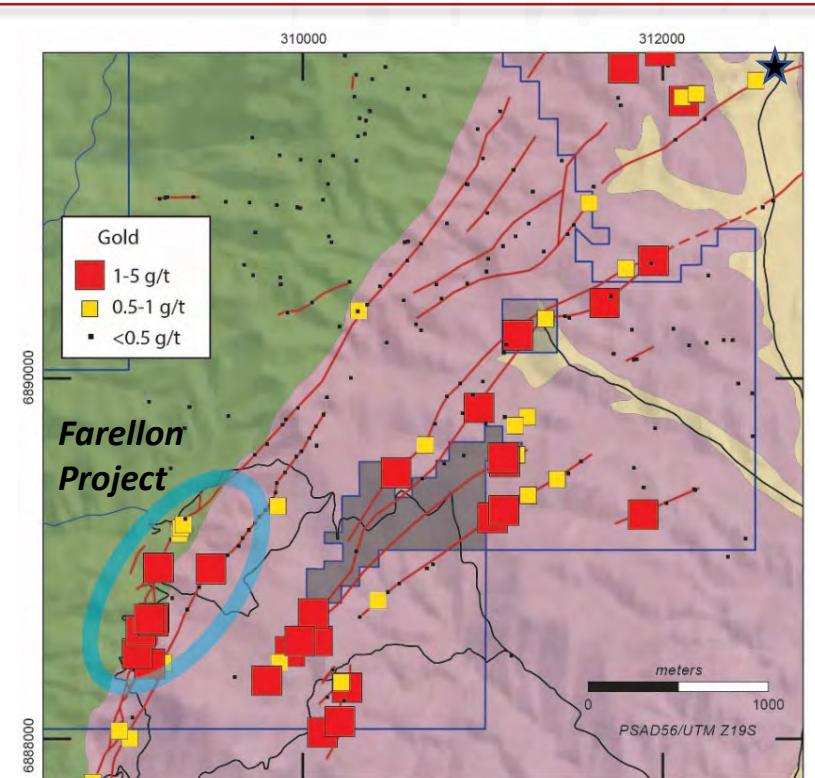 310000
312000
Gold
1-5 g/t
0.5-1 g/t
<0.5 g/t
6890000
Farellon
Project
meters
0
1000
PSAD56/UTM Z19S
6888000